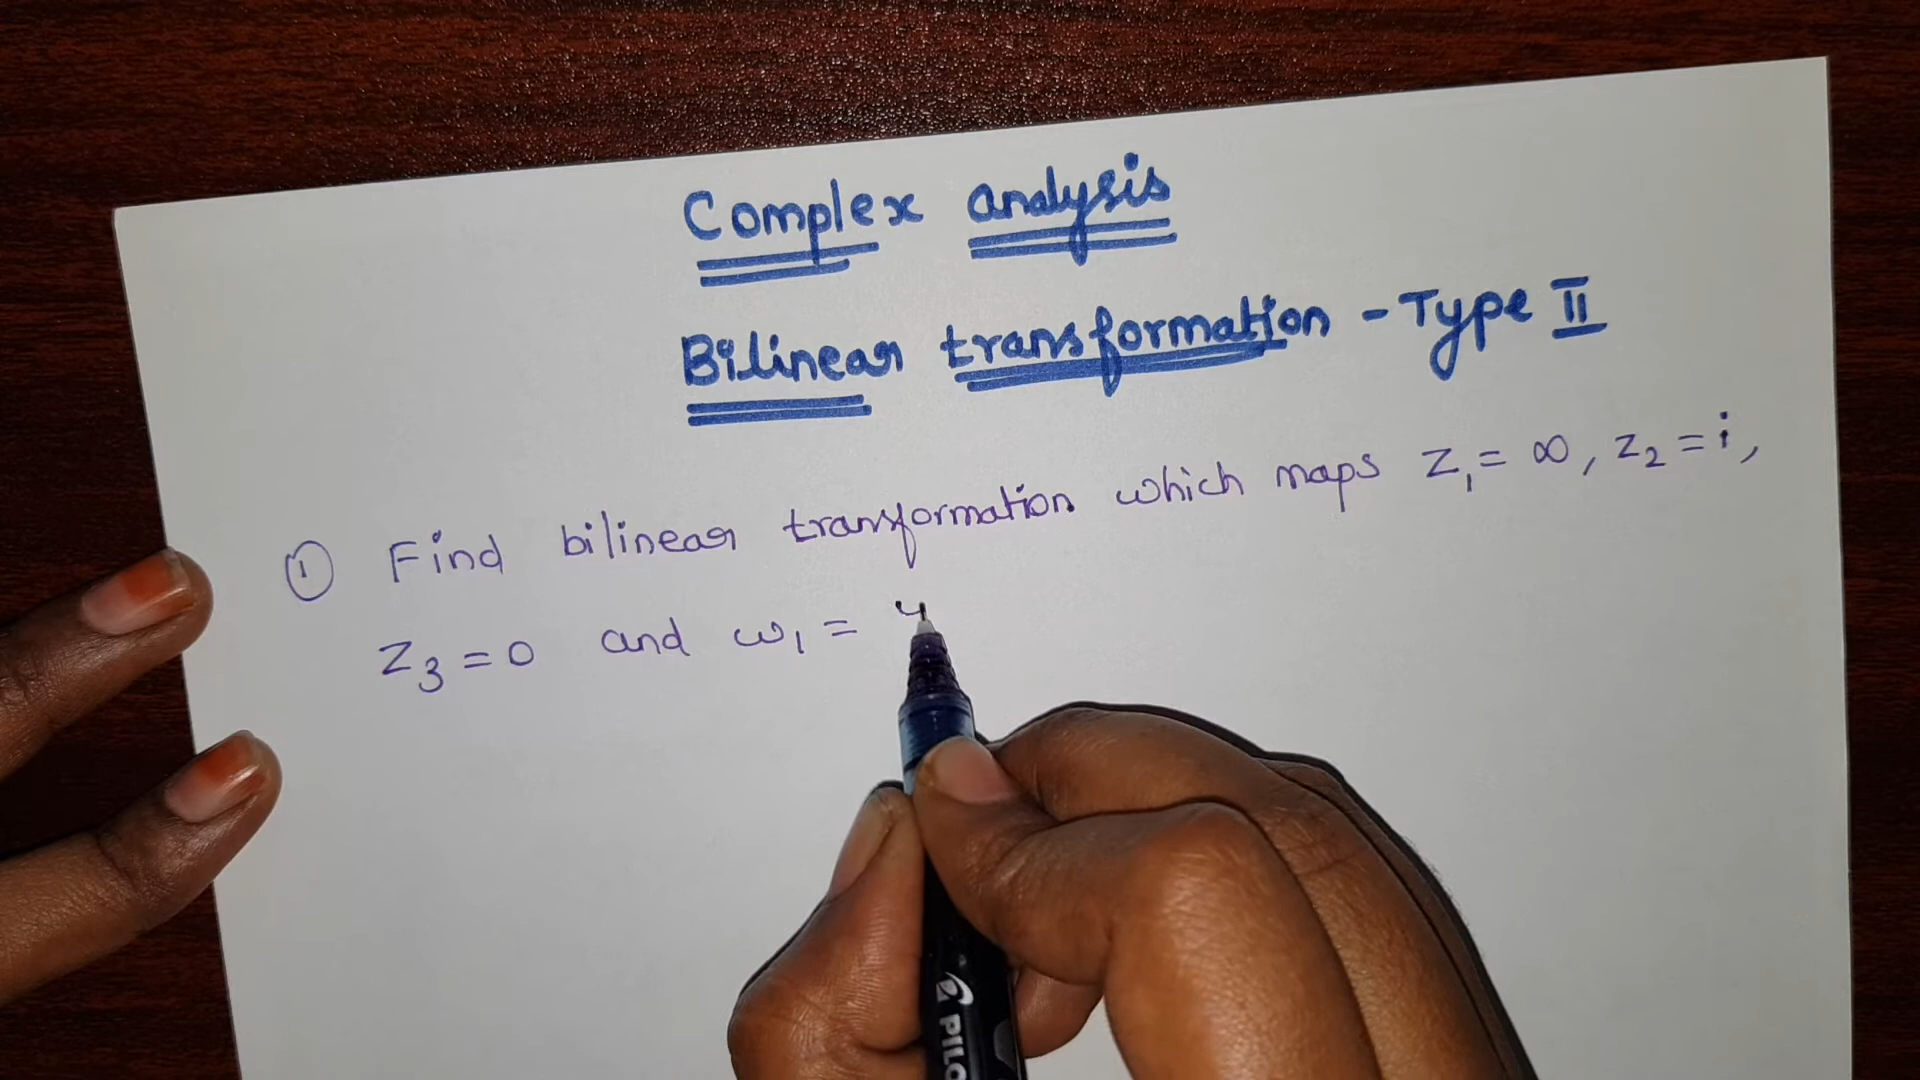 Complex analysis
Bilinear transformation - Type II
① Find bilinear transformation which maps z₁ = ∞, z₂ = i,
z₃ = 0 and ω₁ =
PILO